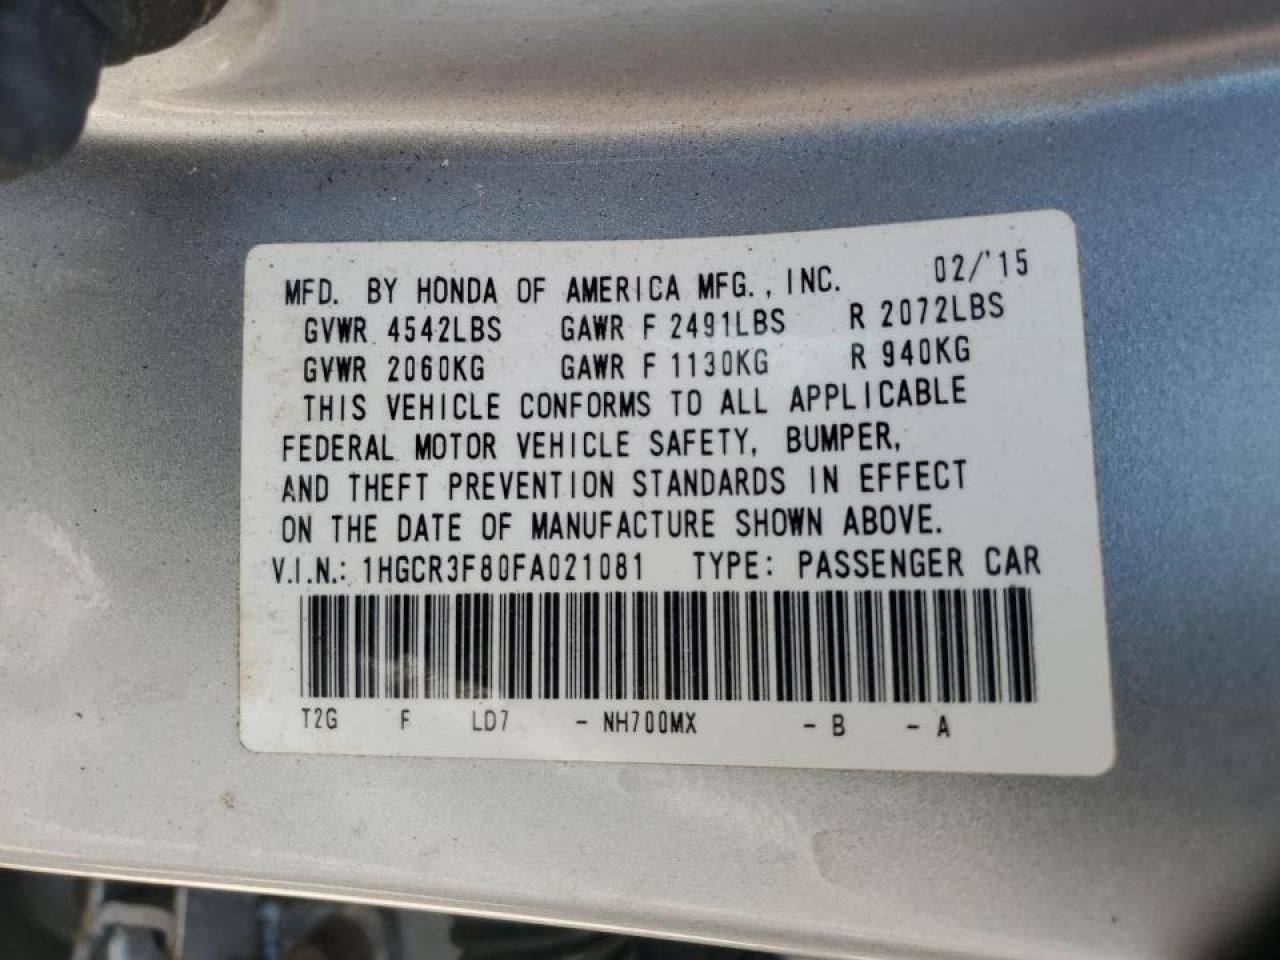 MFD. BY HONDA OF AMERICA MFG., INC. 02/'15
GVWR 4542LBS GAWR F 2491LBS R 2072LBS
GVWR 2060KG GAWR F 1130KG R 940KG
THIS VEHICLE CONFORMS TO ALL APPLICABLE
FEDERAL MOTOR VEHICLE SAFETY, BUMPER,
AND THEFT PREVENTION STANDARDS IN EFFECT
ON THE DATE OF MANUFACTURE SHOWN ABOVE.
V.I.N.: 1HGCR3F80FA021081 TYPE: PASSENGER CAR
T2G F LD7 - NH700MX - B - A